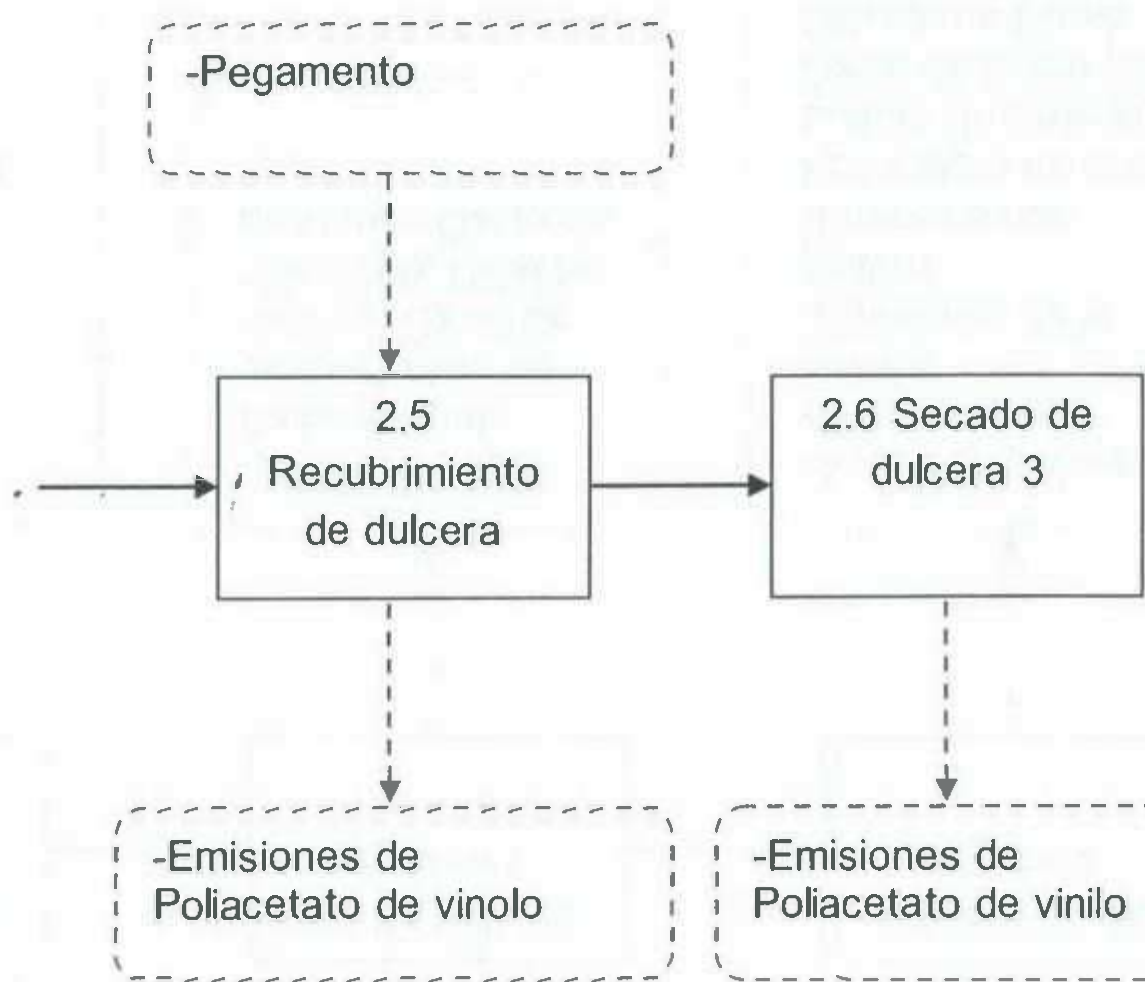 -Pegamento
2.5
Recubrimiento
de dulcera
2.6 Secado de
dulcera 3
-Emisiones de
Poliacetato de vinolo
-Emisiones de
Poliacetato de vinilo